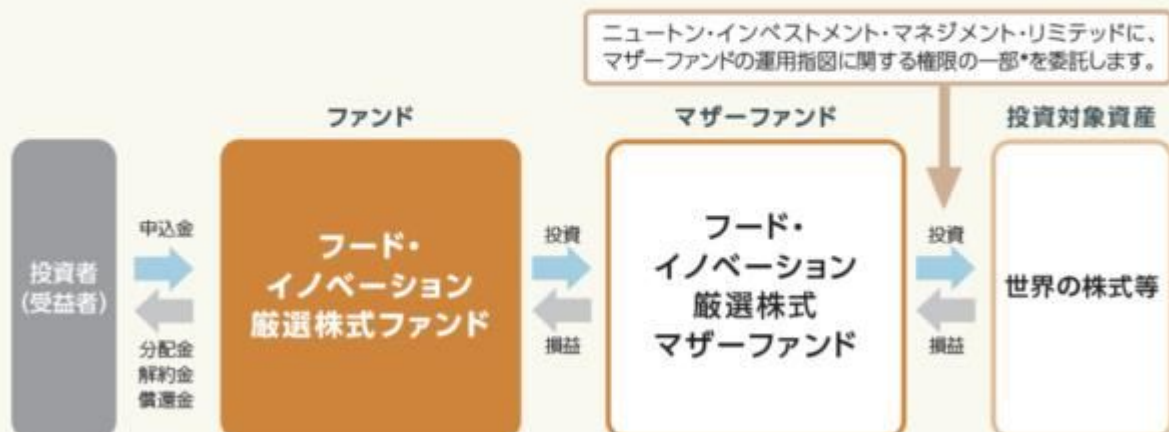 ニュートン・インベストメント・マネジメント・リミテッドに、
マザーファンドの運用指図に関する権限の一部*を委託します。
ファンド
マザーファンド
投資対象資産
投資者
(受益者)
申込金
分配金
解約金
償還金
フード・
イノベーション
厳選株式ファンド
投資
損益
フード・
イノベーション
厳選株式
マザーファンド
投資
損益
世界の株式等